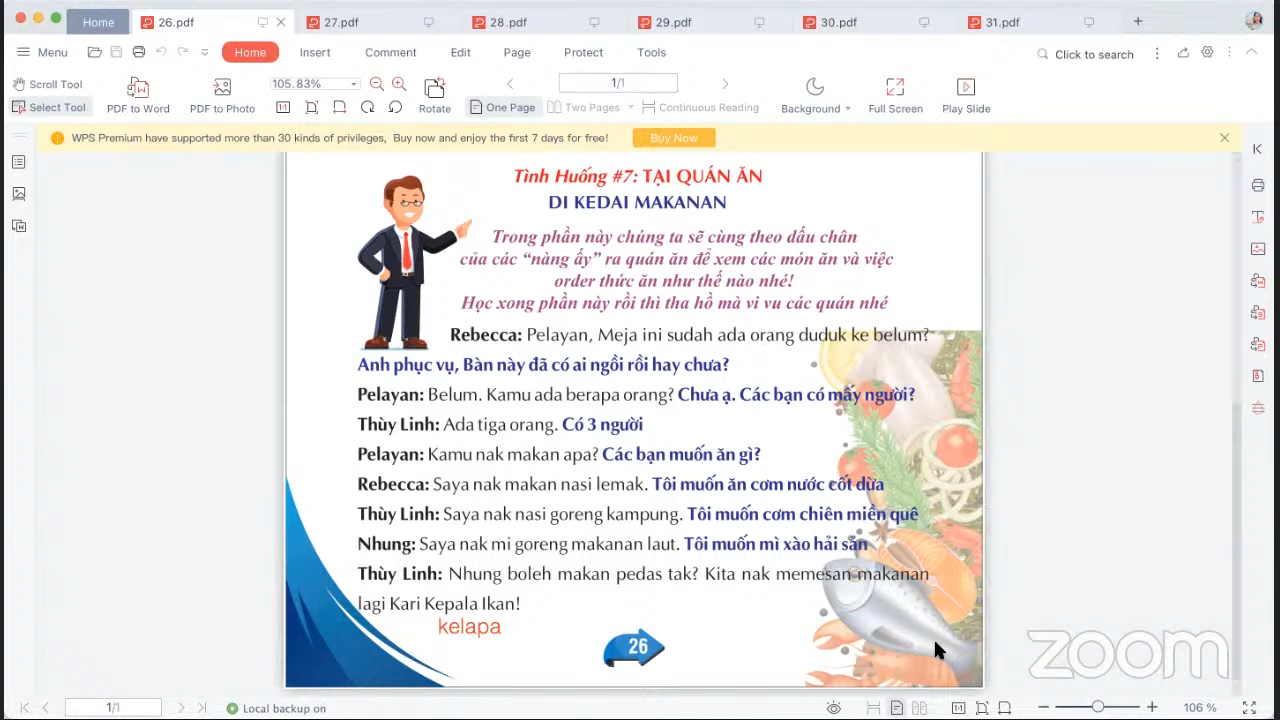 Home
26.pdf
27.pdf
28.pdf
29.pdf
30.pdf
31.pdf
Menu
Home
Insert
Comment
Edit
Page
Protect
Tools
Click to search
Scroll Tool
Select Tool
PDF to Word
PDF to Photo
105.83%
Rotate
1/1
One Page
Two Pages
Continuous Reading
Background
Full Screen
Play Slide
WPS Premium have supported more than 30 kinds of privileges, Buy now and enjoy the first 7 days for free!
Buy Now
Tình Huống #7: TẠI QUÁN ĂN
DI KEDAI MAKANAN
Trong phần này chúng ta sẽ cùng theo dấu chân
của các “nàng ấy” ra quán ăn để xem các món ăn và việc
order thức ăn như thế nào nhé!
Học xong phần này rồi thì tha hồ mà vi vu các quán nhé
Rebecca: Pelayan, Meja ini sudah ada orang duduk ke belum?
Anh phục vụ, Bàn này đã có ai ngồi rồi hay chưa?
Pelayan: Belum. Kamu ada berapa orang? Chưa ạ. Các bạn có mấy người?
Thùy Linh: Ada tiga orang. Có 3 người
Pelayan: Kamu nak makan apa? Các bạn muốn ăn gì?
Rebecca: Saya nak makan nasi lemak. Tôi muốn ăn cơm nước cốt dừa
Thùy Linh: Saya nak nasi goreng kampung. Tôi muốn cơm chiên miền quê
Nhung: Saya nak mi goreng makanan laut. Tôi muốn mì xào hải sản
Thùy Linh: Nhung boleh makan pedas tak? Kita nak memesan makanan
lagi Kari Kepala Ikan!
kelapa
26
zoom
1/1
Local backup on
106 %